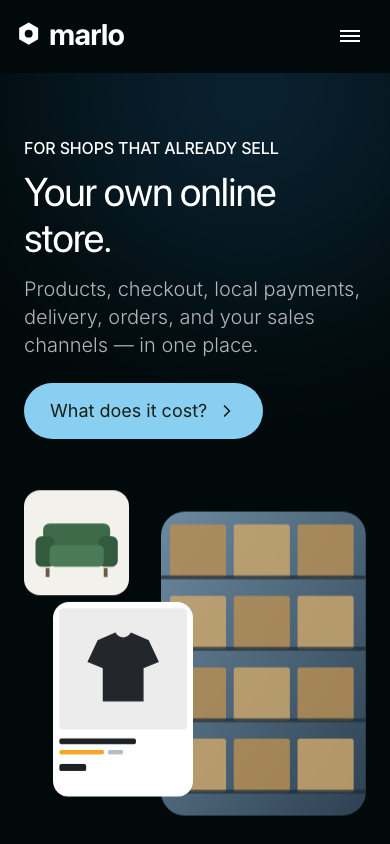 marlo
FOR SHOPS THAT ALREADY SELL
Your own online
store.
Products, checkout, local payments,
delivery, orders, and your sales
channels — in one place.
What does it cost?